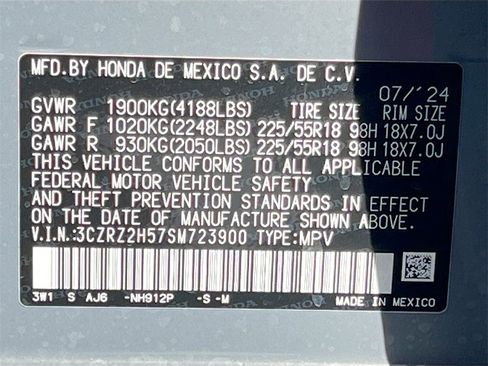 MFD.BY HONDA DE MEXICO S.A. DE C.V.
07/'24
GVWR 1900KG(4188LBS) TIRE SIZE RIM SIZE
GAWR F 1020KG(2248LBS) 225/55R18 98H 18X7.0J
GAWR R 930KG(2050LBS) 225/55R18 98H 18X7.0J
THIS VEHICLE CONFORMS TO ALL APPLICABLE
FEDERAL MOTOR VEHICLE SAFETY
AND THEFT PREVENTION STANDARDS IN EFFECT
ON THE DATE OF MANUFACTURE SHOWN ABOVE.
V.I.N.:3CZRZ2H57SM723900 TYPE:MPV
3W1 S AJ6 -NH912P -S -M MADE IN MEXICO